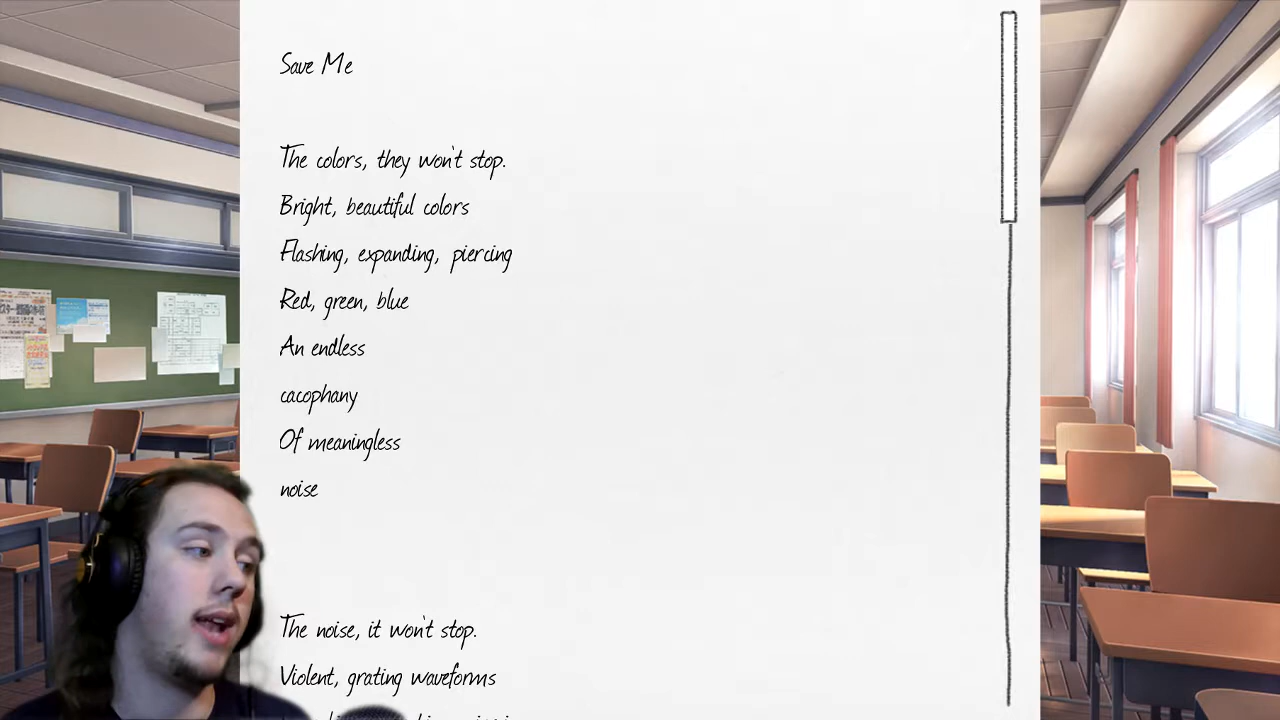 Save Me
The colors, they won't stop.
Bright, beautiful colors
Flashing, expanding, piercing
Red, green, blue
An endless
cacophany
Of meaningless
noise
The noise, it won't stop.
Violent, grating waveforms